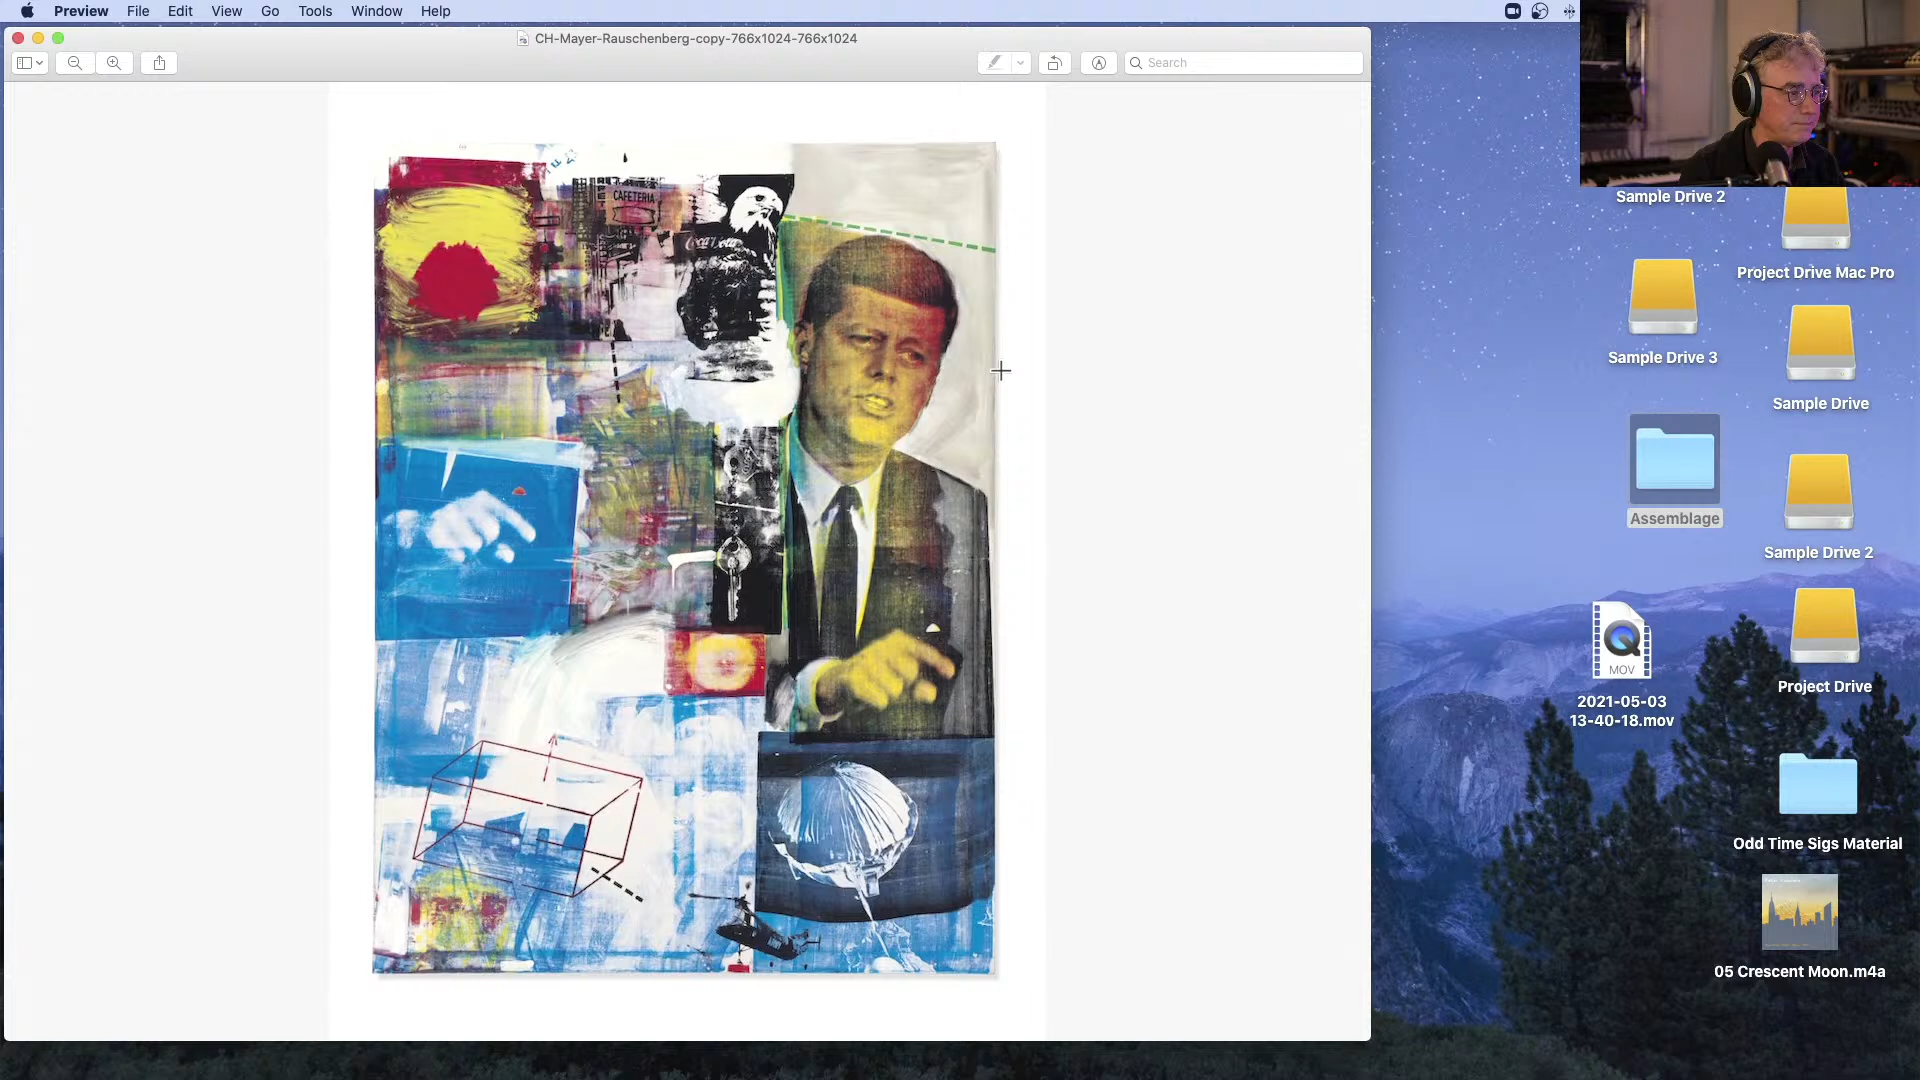 Preview File Edit View Go Tools Window Help
CH-Mayer-Rauschenberg-copy-766x1024-766x1024
Search
CAFETERIA
Coca-Cola
Sample Drive 2
Project Drive Mac Pro
Sample Drive 3
Sample Drive
Assemblage
Sample Drive 2
MOV
2021-05-03
13-40-18.mov
Project Drive
Odd Time Sigs Material
05 Crescent Moon.m4a